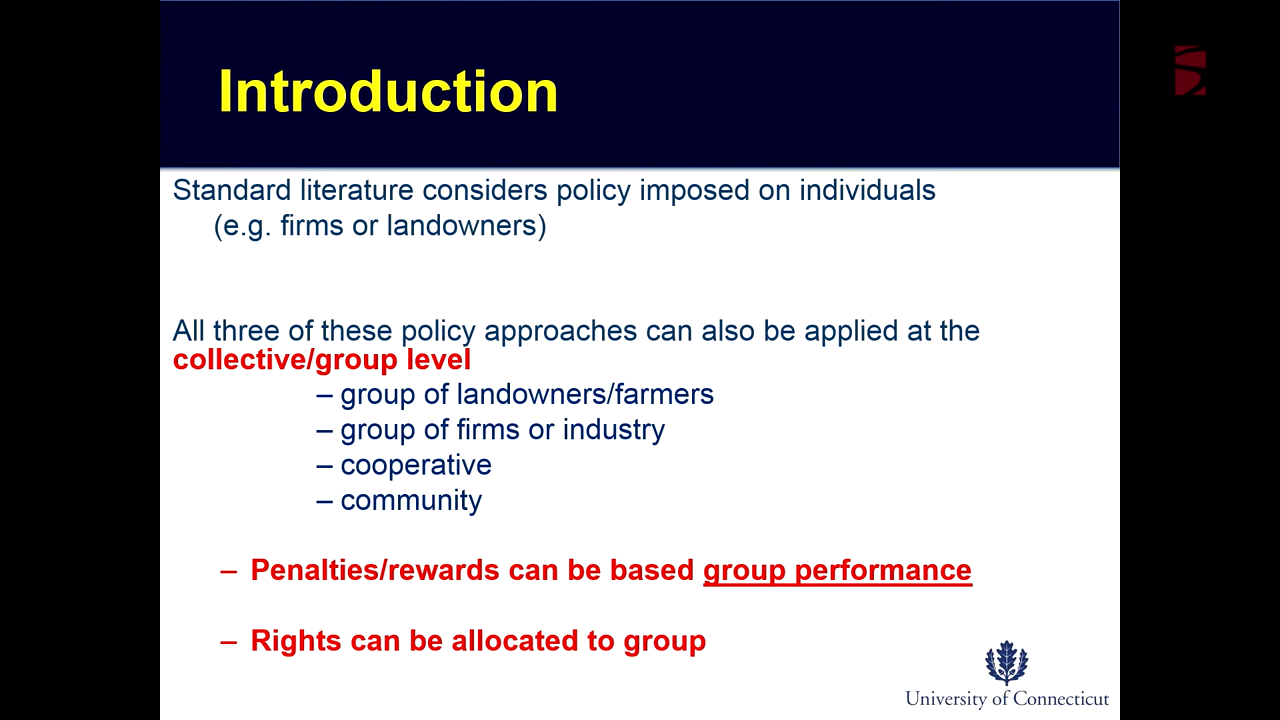 Introduction
Standard literature considers policy imposed on individuals
(e.g. firms or landowners)
All three of these policy approaches can also be applied at the
collective/group level
– group of landowners/farmers
– group of firms or industry
– cooperative
– community
– Penalties/rewards can be based group performance
– Rights can be allocated to group
University of Connecticut